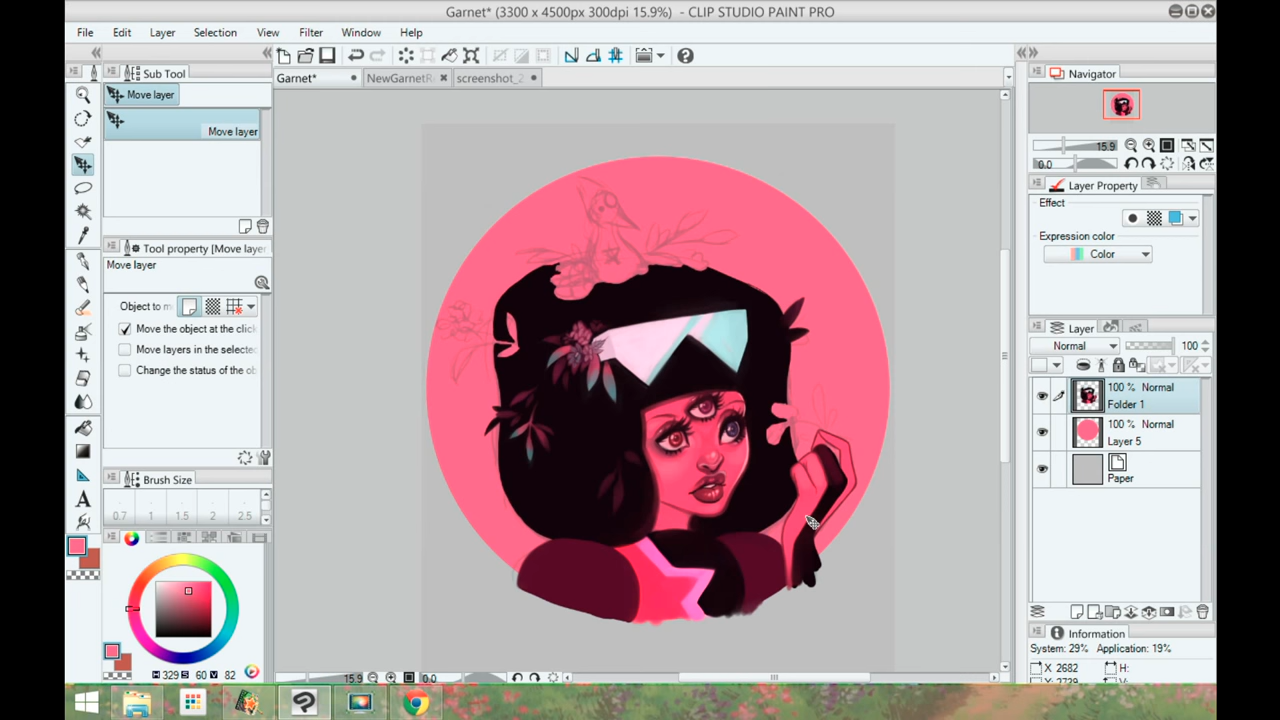 Garnet* (3300 x 4500px 300dpi 15.9%) - CLIP STUDIO PAINT PRO
File Edit View Layer Selection View Filter Window Help
Sub Tool
Move layer
Move layer
Garnet* NewGarnetR screenshot_2
Tool property [Move layer
Move layer
Object to m
Move the object at the click
Move layers in the selecte
Change the status of the ob
Brush Size
0.7 1 1.5 2 2.5
H 329 S 60 V 82
15.9 0.0
Navigator
15.9
0.0
Layer Property
Effect
Expression color
Color
Layer
Normal 100
100 % Normal
Folder 1
100 % Normal
Layer 5
Paper
Information
System: 29% Application: 19%
X 2682 H: